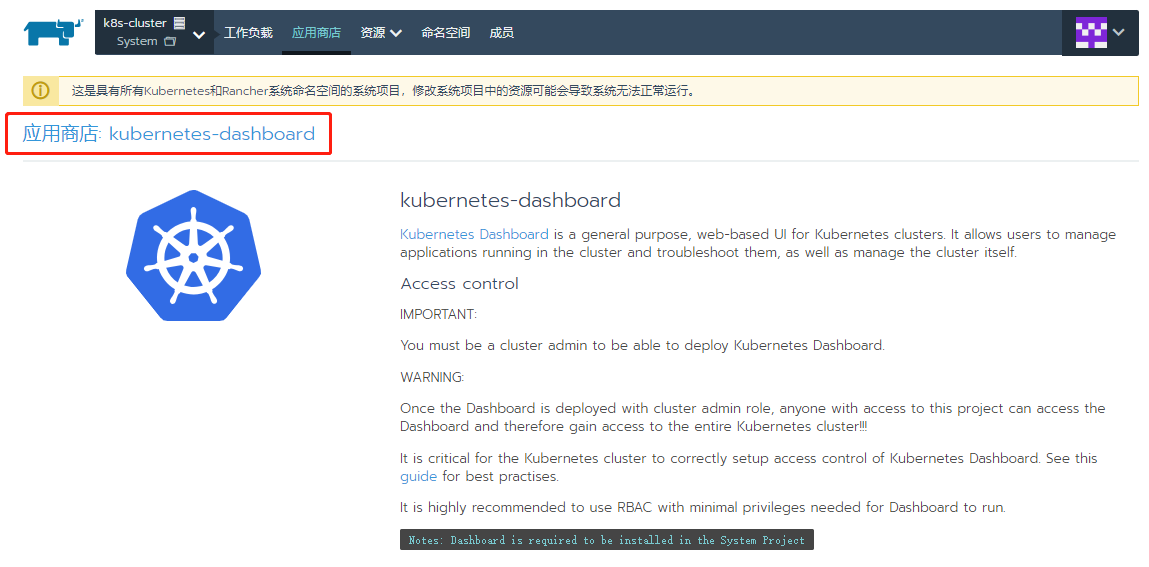 k8s-cluster
System
工作负载 应用商店 资源 命名空间 成员
这是具有所有Kubernetes和Rancher系统命名空间的系统项目，修改系统项目中的资源可能会导致系统无法正常运行。
应用商店: kubernetes-dashboard
kubernetes-dashboard
Kubernetes Dashboard is a general purpose, web-based UI for Kubernetes clusters. It allows users to manage
applications running in the cluster and troubleshoot them, as well as manage the cluster itself.
Access control
IMPORTANT:
You must be a cluster admin to be able to deploy Kubernetes Dashboard.
WARNING:
Once the Dashboard is deployed with cluster admin role, anyone with access to this project can access the
Dashboard and therefore gain access to the entire Kubernetes cluster!!!
It is critical for the Kubernetes cluster to correctly setup access control of Kubernetes Dashboard. See this
guide for best practises.
It is highly recommended to use RBAC with minimal privileges needed for Dashboard to run.
Notes: Dashboard is required to be installed in the System Project